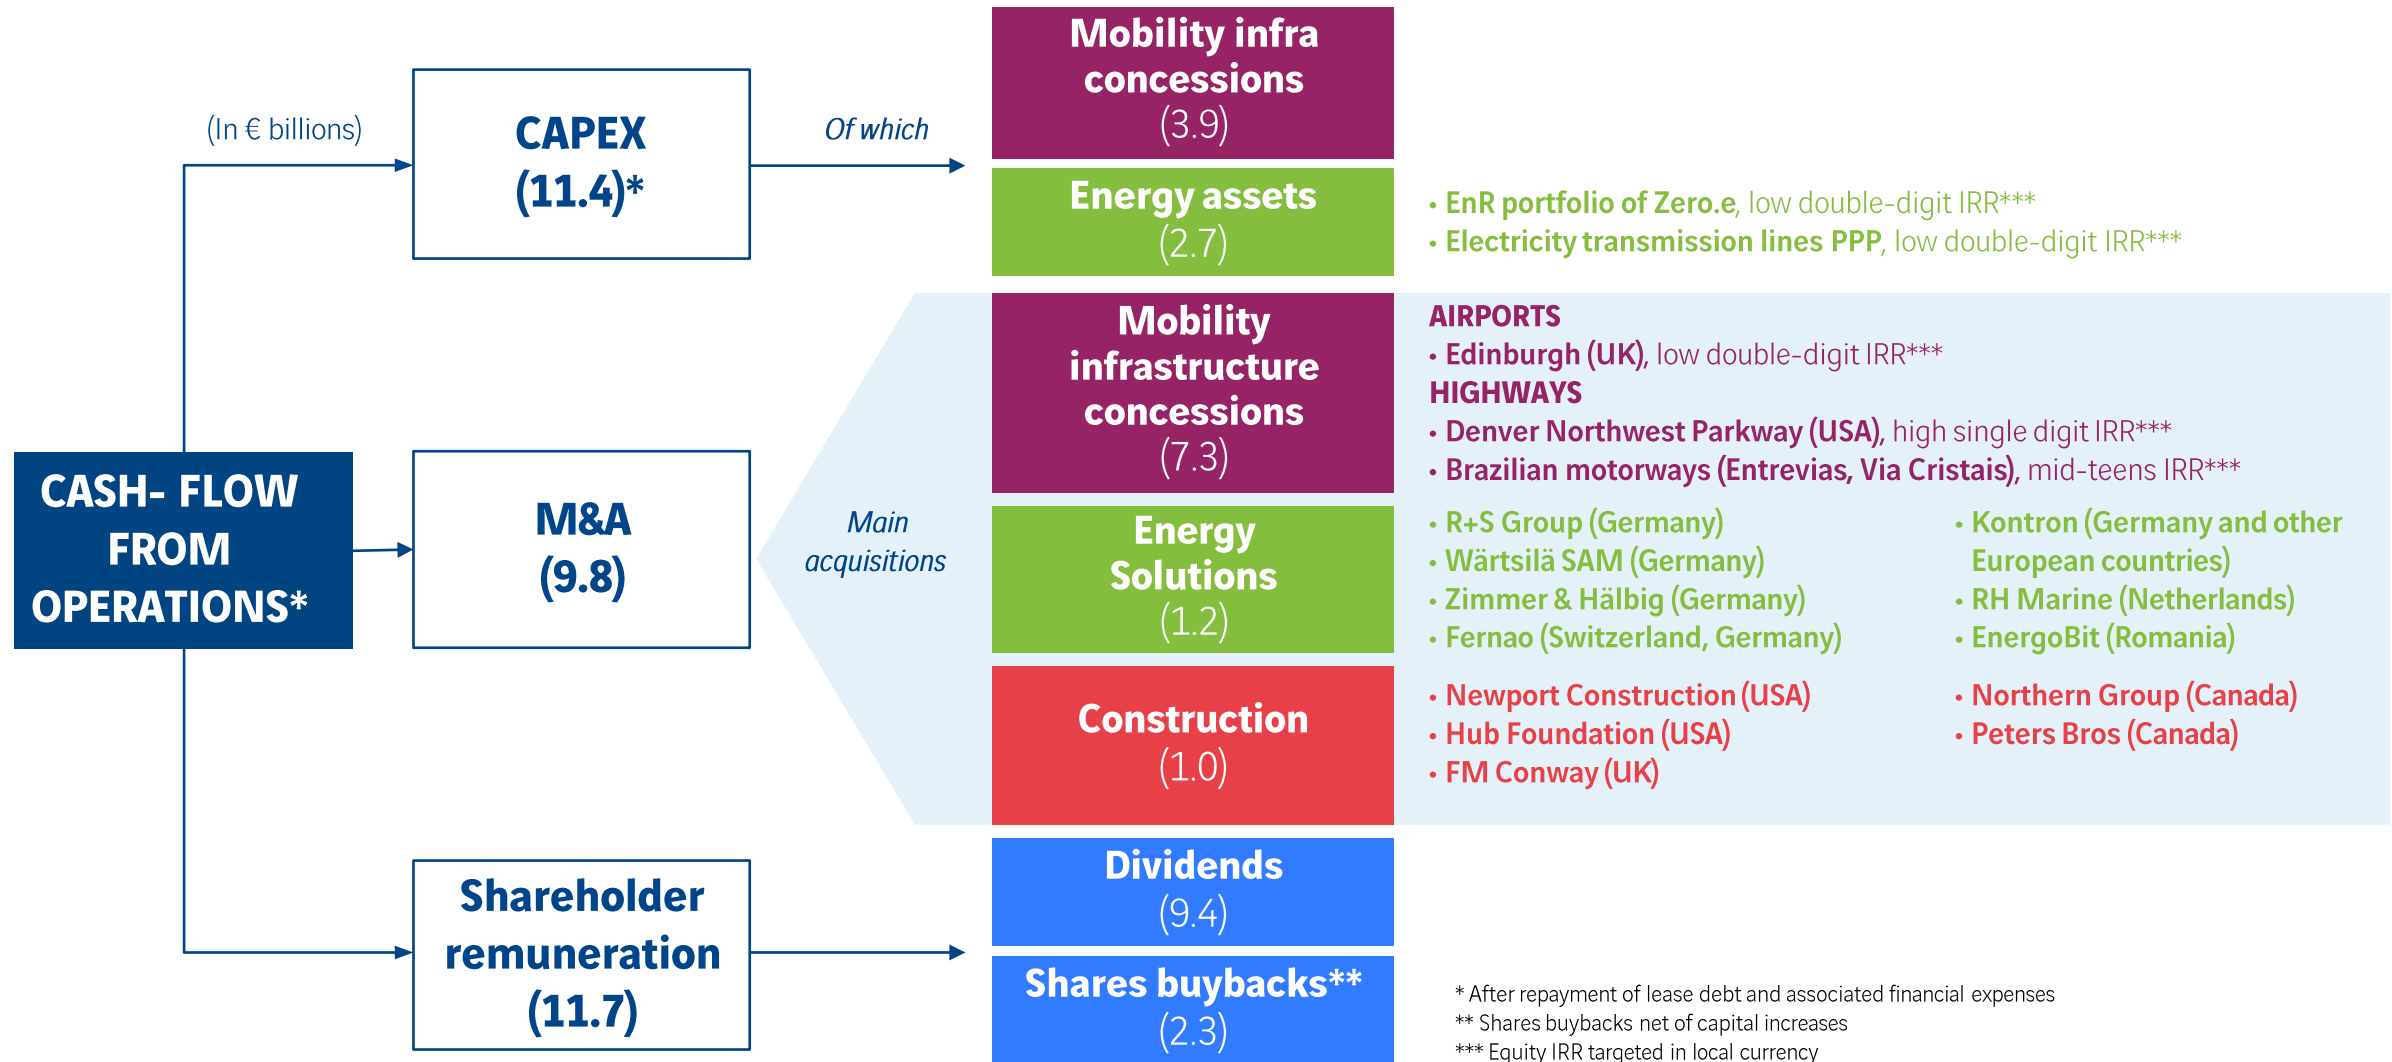 (In € billions)
CAPEX
(11.4)*
Of which
Mobility infra
concessions
(3.9)
Energy assets
(2.7)
• EnR portfolio of Zero.e, low double-digit IRR***
• Electricity transmission lines PPP, low double-digit IRR***
CASH- FLOW
FROM
OPERATIONS*
M&A
(9.8)
Main
acquisitions
Mobility
infrastructure
concessions
(7.3)
AIRPORTS
• Edinburgh (UK), low double-digit IRR***
HIGHWAYS
• Denver Northwest Parkway (USA), high single digit IRR***
• Brazilian motorways (Entrevias, Via Cristais), mid-teens IRR***
Energy
Solutions
(1.2)
• R+S Group (Germany)
• Wärtsilä SAM (Germany)
• Zimmer & Hälbig (Germany)
• Fernao (Switzerland, Germany)
• Kontron (Germany and other
European countries)
• RH Marine (Netherlands)
• EnergoBit (Romania)
Construction
(1.0)
• Newport Construction (USA)
• Hub Foundation (USA)
• FM Conway (UK)
• Northern Group (Canada)
• Peters Bros (Canada)
Shareholder
remuneration
(11.7)
Dividends
(9.4)
Shares buybacks**
(2.3)
* After repayment of lease debt and associated financial expenses
** Shares buybacks net of capital increases
*** Equity IRR targeted in local currency